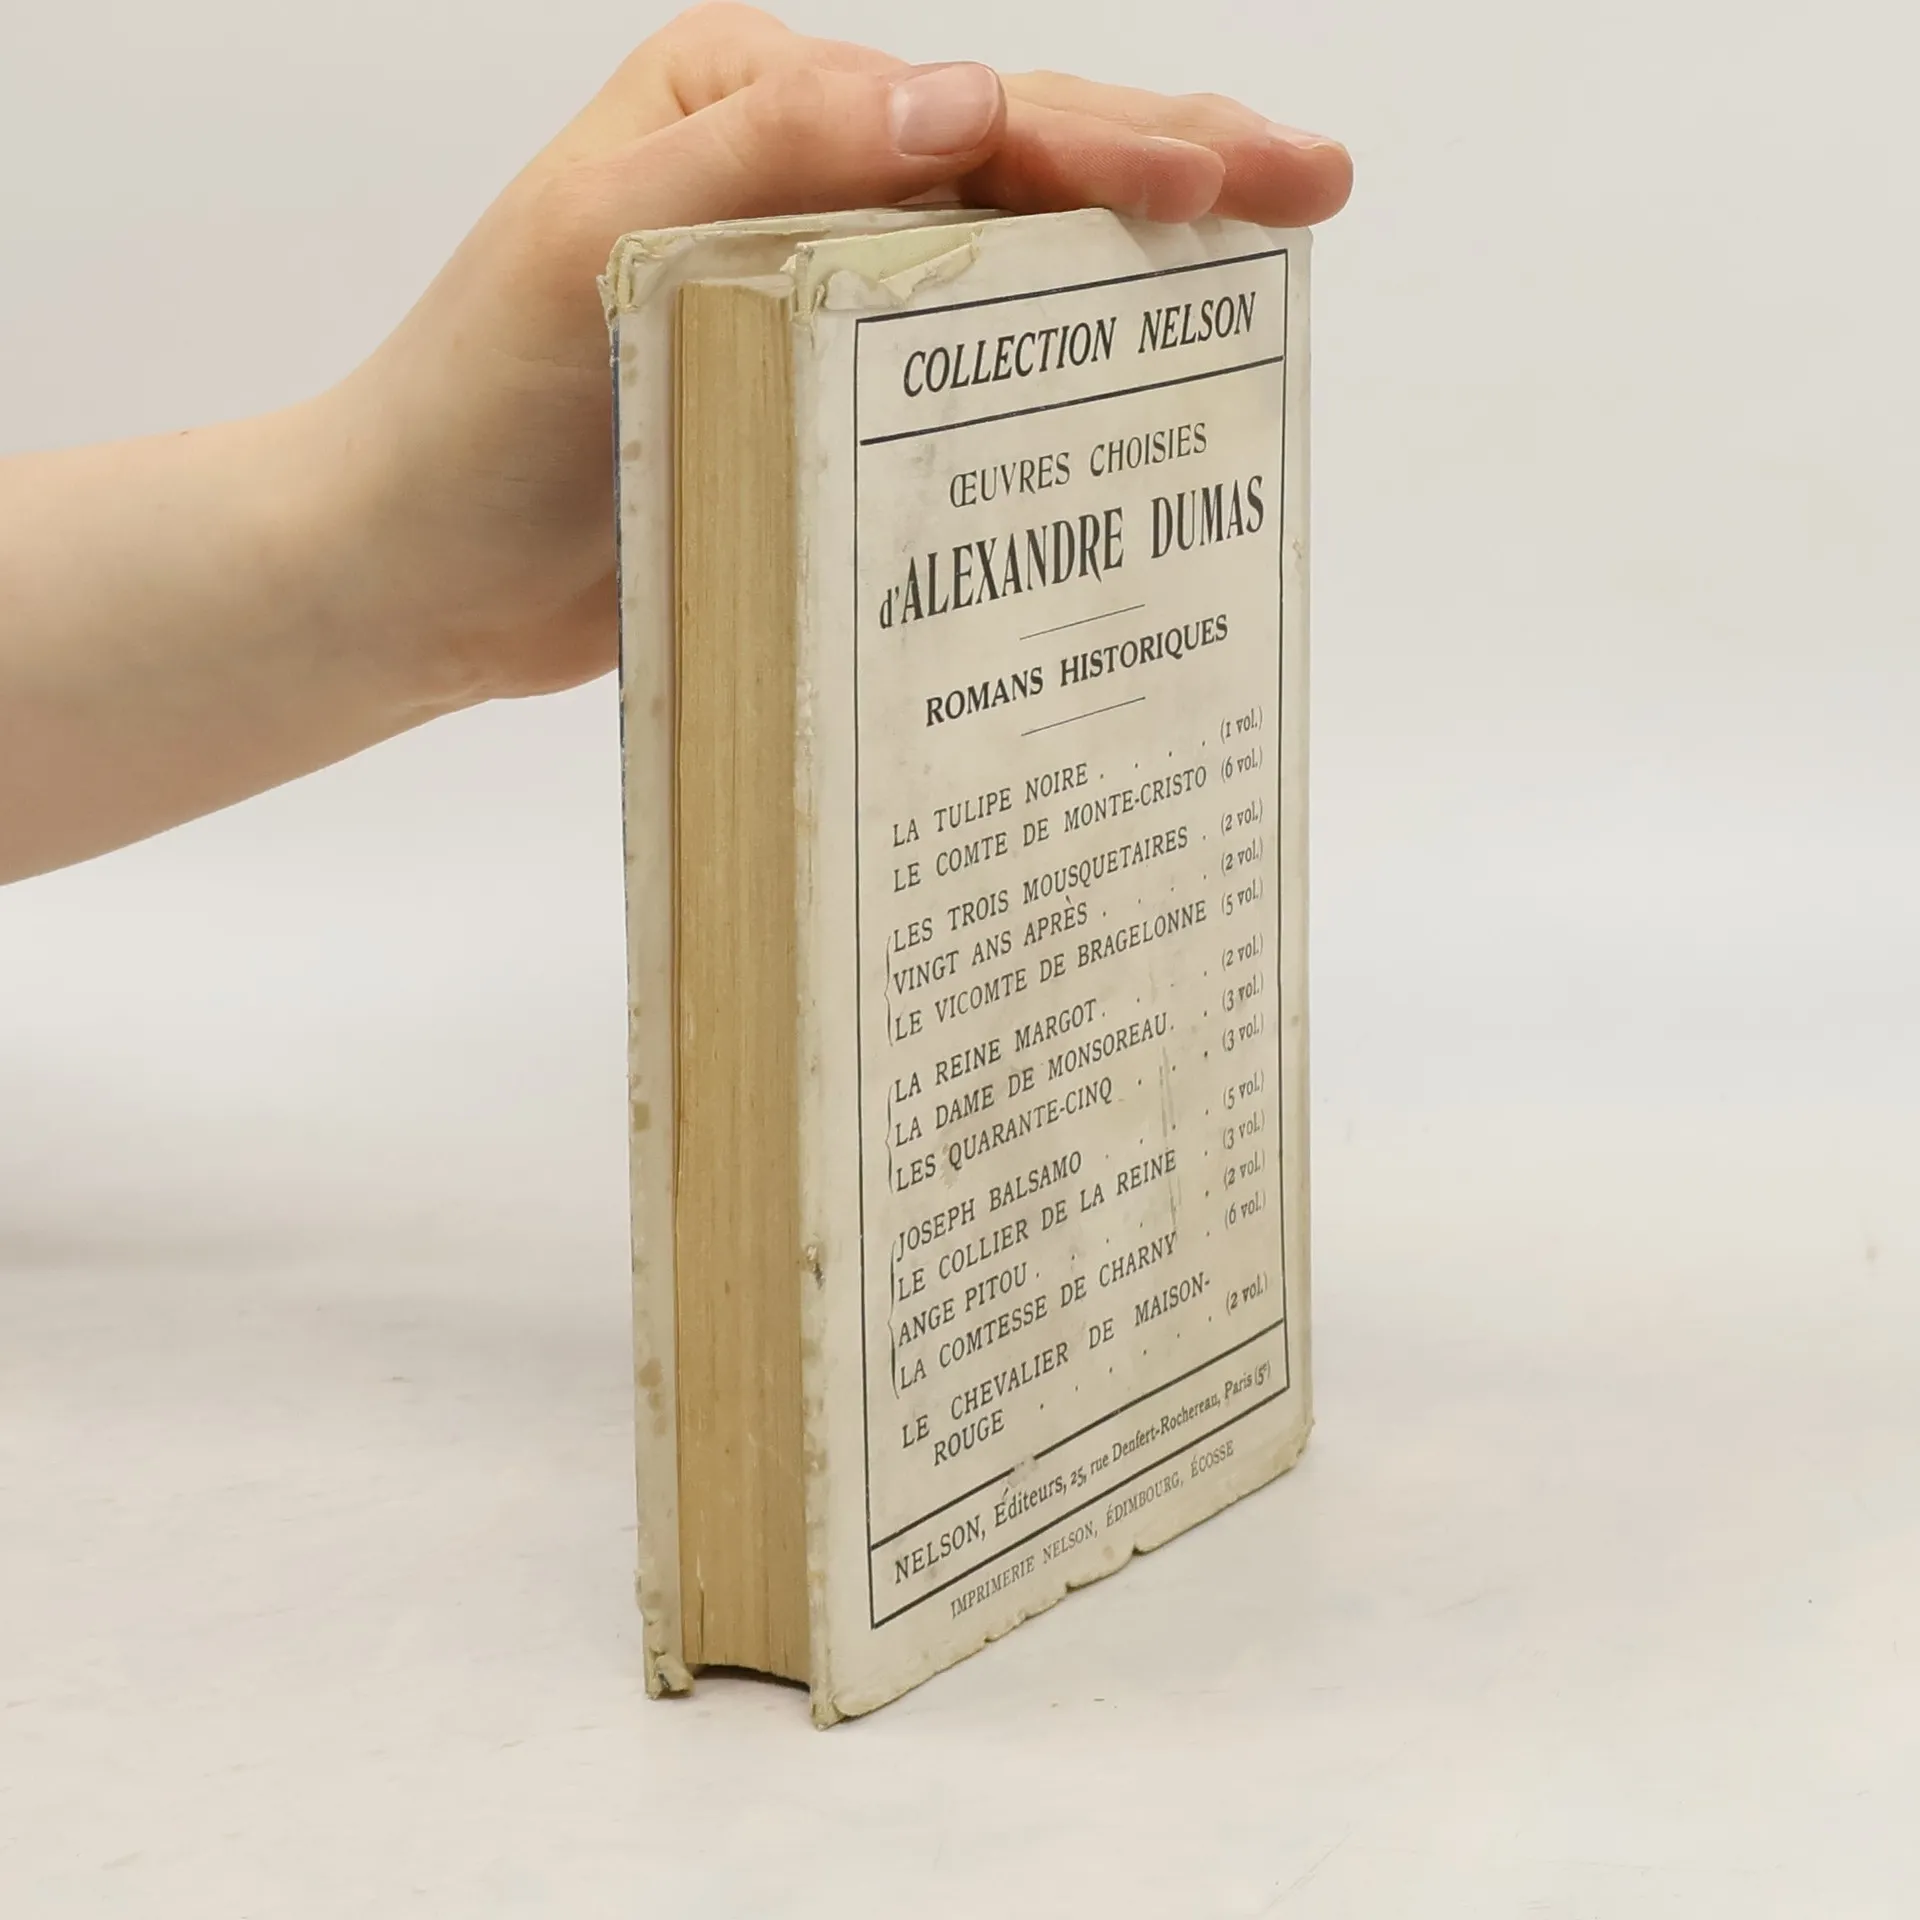 COLLECTION NELSON
ŒUVRES CHOISIES
d'ALEXANDRE DUMAS
ROMANS HISTORIQUES
LA TULIPE NOIRE . . . . (1 vol.)
LE COMTE DE MONTE-CRISTO (6 vol.)
LES TROIS MOUSQUETAIRES . (2 vol.)
VINGT ANS APRÈS . . . . (2 vol.)
LE VICOMTE DE BRAGELONNE (5 vol.)
LA REINE MARGOT . . . . (2 vol.)
LA DAME DE MONSOREAU . . (3 vol.)
LES QUARANTE-CINQ . . . (3 vol.)
JOSEPH BALSAMO . . . . (5 vol.)
LE COLLIER DE LA REINE . (3 vol.)
ANGE PITOU . . . . . (2 vol.)
LA COMTESSE DE CHARNY . (6 vol.)
LE CHEVALIER DE MAISON-
ROUGE . . . . . . (2 vol.)
NELSON, Éditeurs, 25, rue Denfert-Rochereau, Paris (5e)
IMPRIMERIE NELSON, ÉDIMBOURG, ÉCOSSE